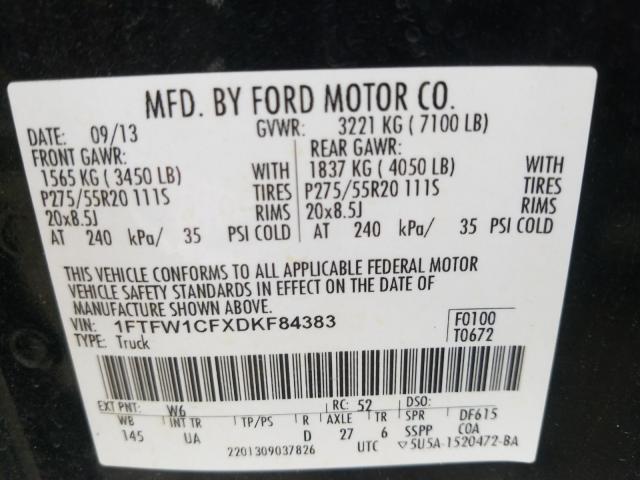 MFD. BY FORD MOTOR CO.
DATE: 09/13 GVWR: 3221 KG ( 7100 LB)
FRONT GAWR: REAR GAWR:
1565 KG ( 3450 LB) WITH 1837 KG ( 4050 LB) WITH
P275/55R20 111S TIRES P275/55R20 111S TIRES
20x8.5J RIMS 20x8.5J RIMS
AT 240 kPa/ 35 PSI COLD AT 240 kPa/ 35 PSI COLD
THIS VEHICLE CONFORMS TO ALL APPLICABLE FEDERAL MOTOR
VEHICLE SAFETY STANDARDS IN EFFECT ON THE DATE OF
MANUFACTURE SHOWN ABOVE.
VIN: 1FTFW1CFXDKF84383 F0100
TYPE: Truck T0672
EXT PNT: W6 RC: 52 DSO:
WB INT TR TP/PS R AXLE TR SPR DF615
145 UA D 27 6 SSPP COA
2201309037826 UTC ▽5U5A-1520472-BA